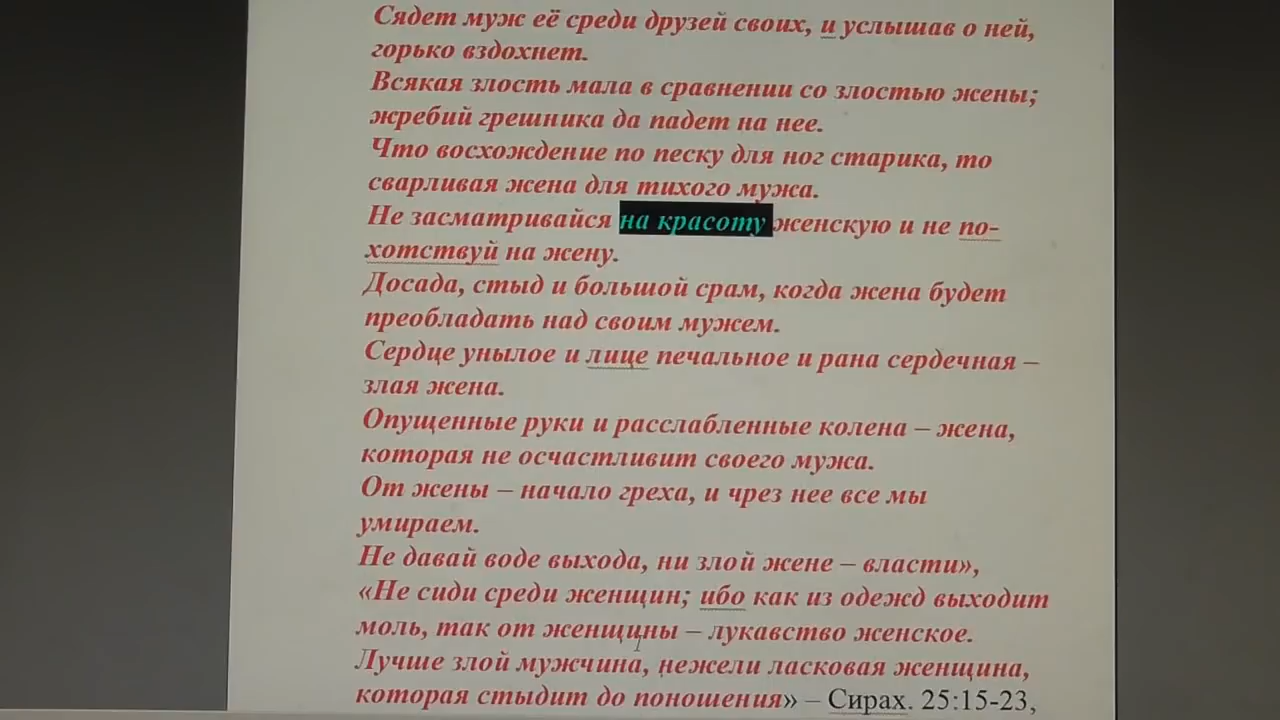 Сядет муж её среди друзей своих, и услышав о ней,
горько вздохнет.
Всякая злость мала в сравнении со злостью жены;
жребий грешника да падет на нее.
Что восхождение по песку для ног старика, то
сварливая жена для тихого мужа.
Не засматривайся на красоту женскую и не по-
хотствуй на жену.
Досада, стыд и большой срам, когда жена будет
преобладать над своим мужем.
Сердце унылое и лице печальное и рана сердечная –
злая жена.
Опущенные руки и расслабленные колена – жена,
которая не осчастливит своего мужа.
От жены – начало греха, и чрез нее все мы
умираем.
Не давай воде выхода, ни злой жене – власти»,
«Не сиди среди женщин; ибо как из одежд выходит
моль, так от женщины – лукавство женское.
Лучше злой мужчина, нежели ласковая женщина,
которая стыдит до поношения» – Сирах. 25:15-23,